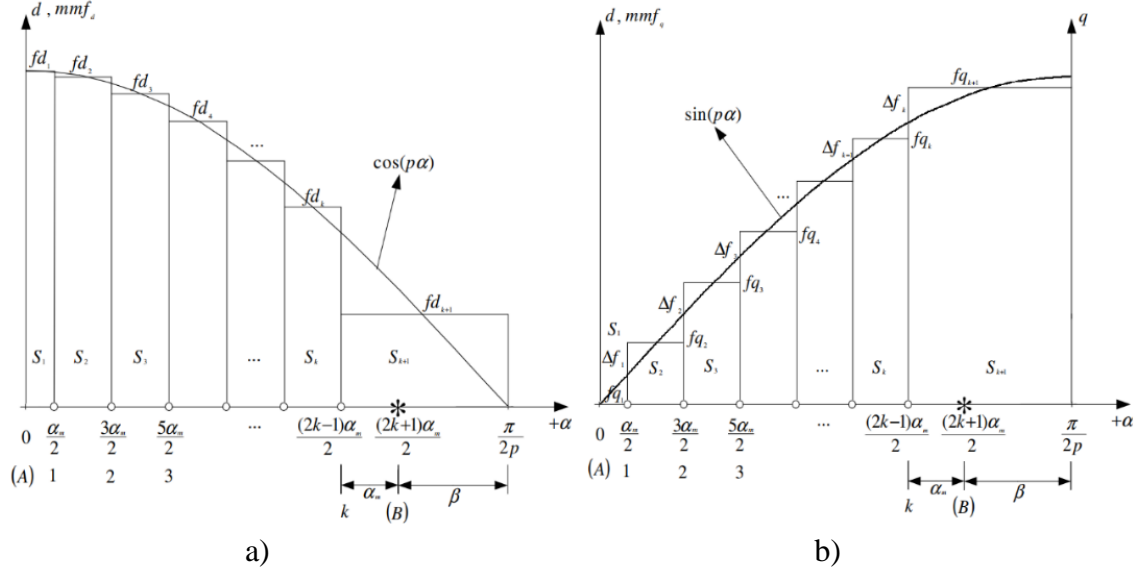 d , mmf_d
fd_1
fd_2
fd_3
fd_4
...
fd_k
cos(pα)
fd_{k+1}
S_1 S_2 S_3 ... S_k S_{k+1}
0 α_m/2 3α_m/2 5α_m/2 ... (2k-1)α_m/2 (2k+1)α_m/2 π/2p +α
(A) 1 2 3
α_m β
k (B)
a)
d , mmf_q q
fq_{k+1}
Δf_k
sin(pα)
Δf_{k+1} fq_k
...
Δf_3 fq_4
Δf_2 fq_3
S_1
Δf_1 fq_2
fq_1
S_2 S_3 ... S_k S_{k+1}
0 α_m/2 3α_m/2 5α_m/2 ... (2k-1)α_m/2 (2k+1)α_m/2 π/2p +α
(A) 1 2 3
α_m β
k (B)
b)